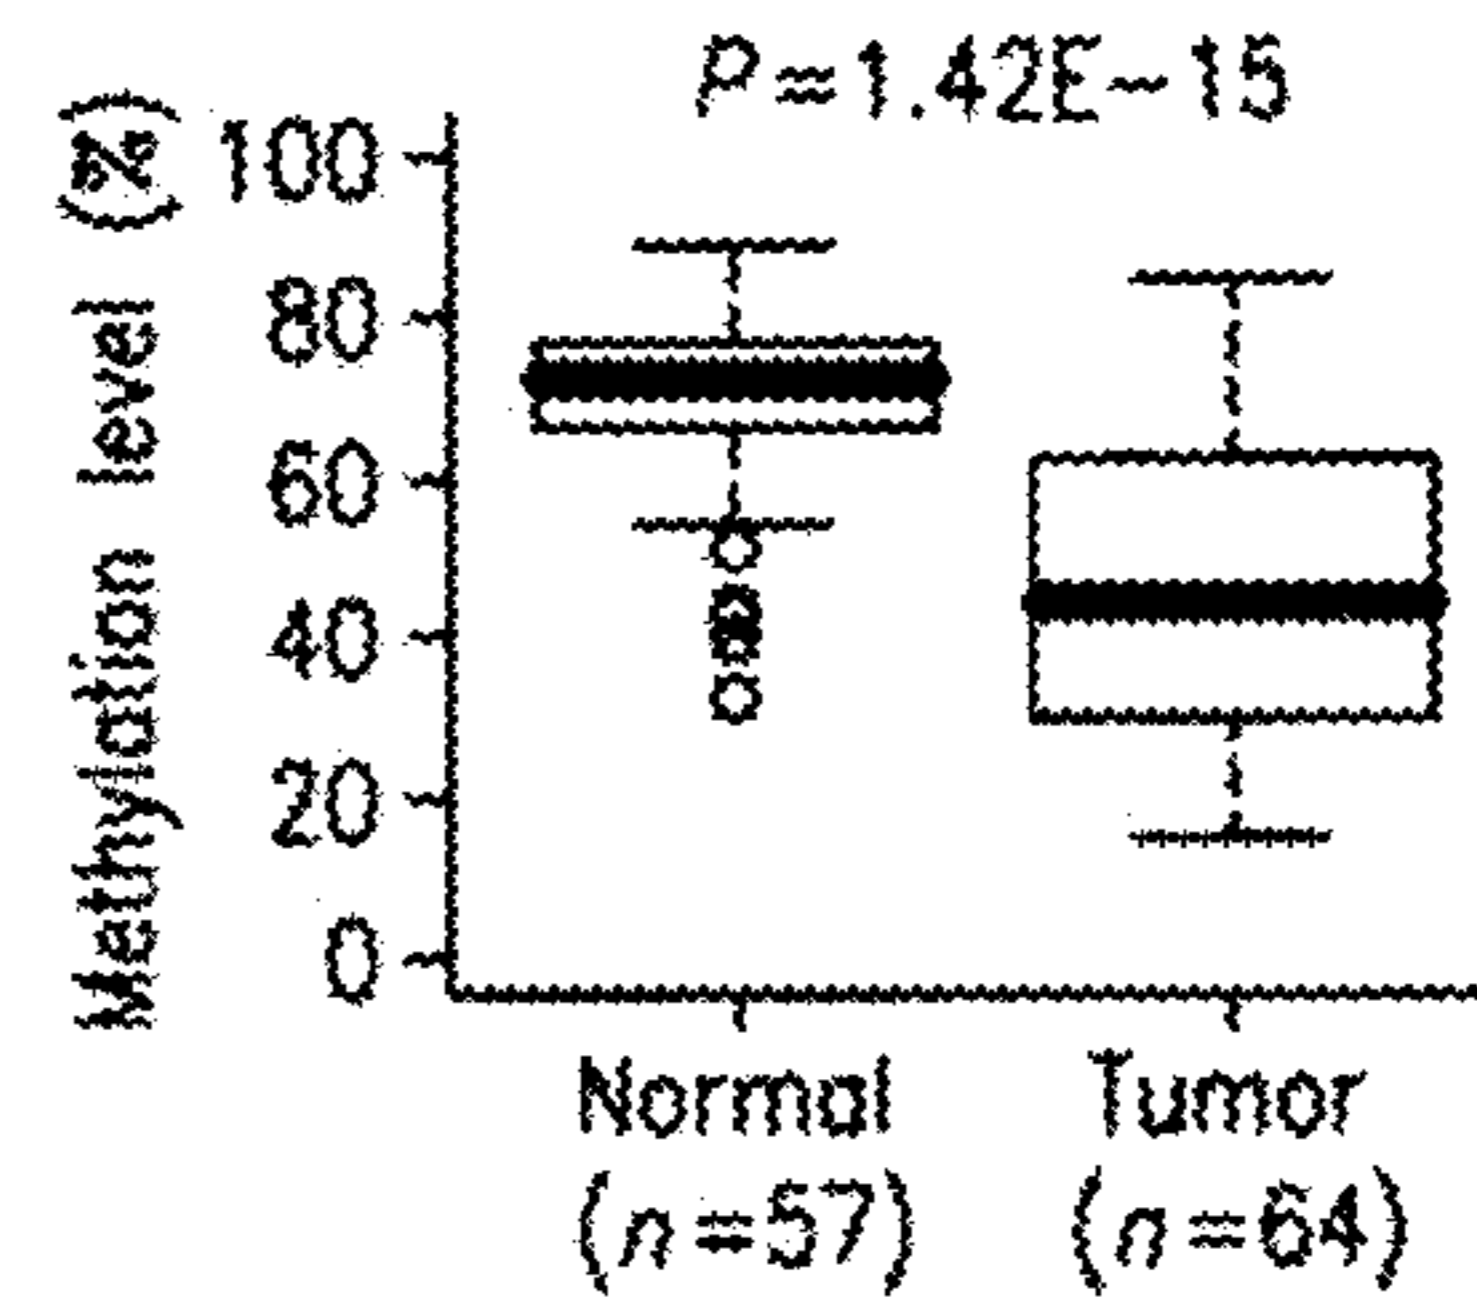 P=1.42E-15
Methylation level (%)
100
80
60
40
20
0
Normal
(n=57)
Tumor
(n=64)